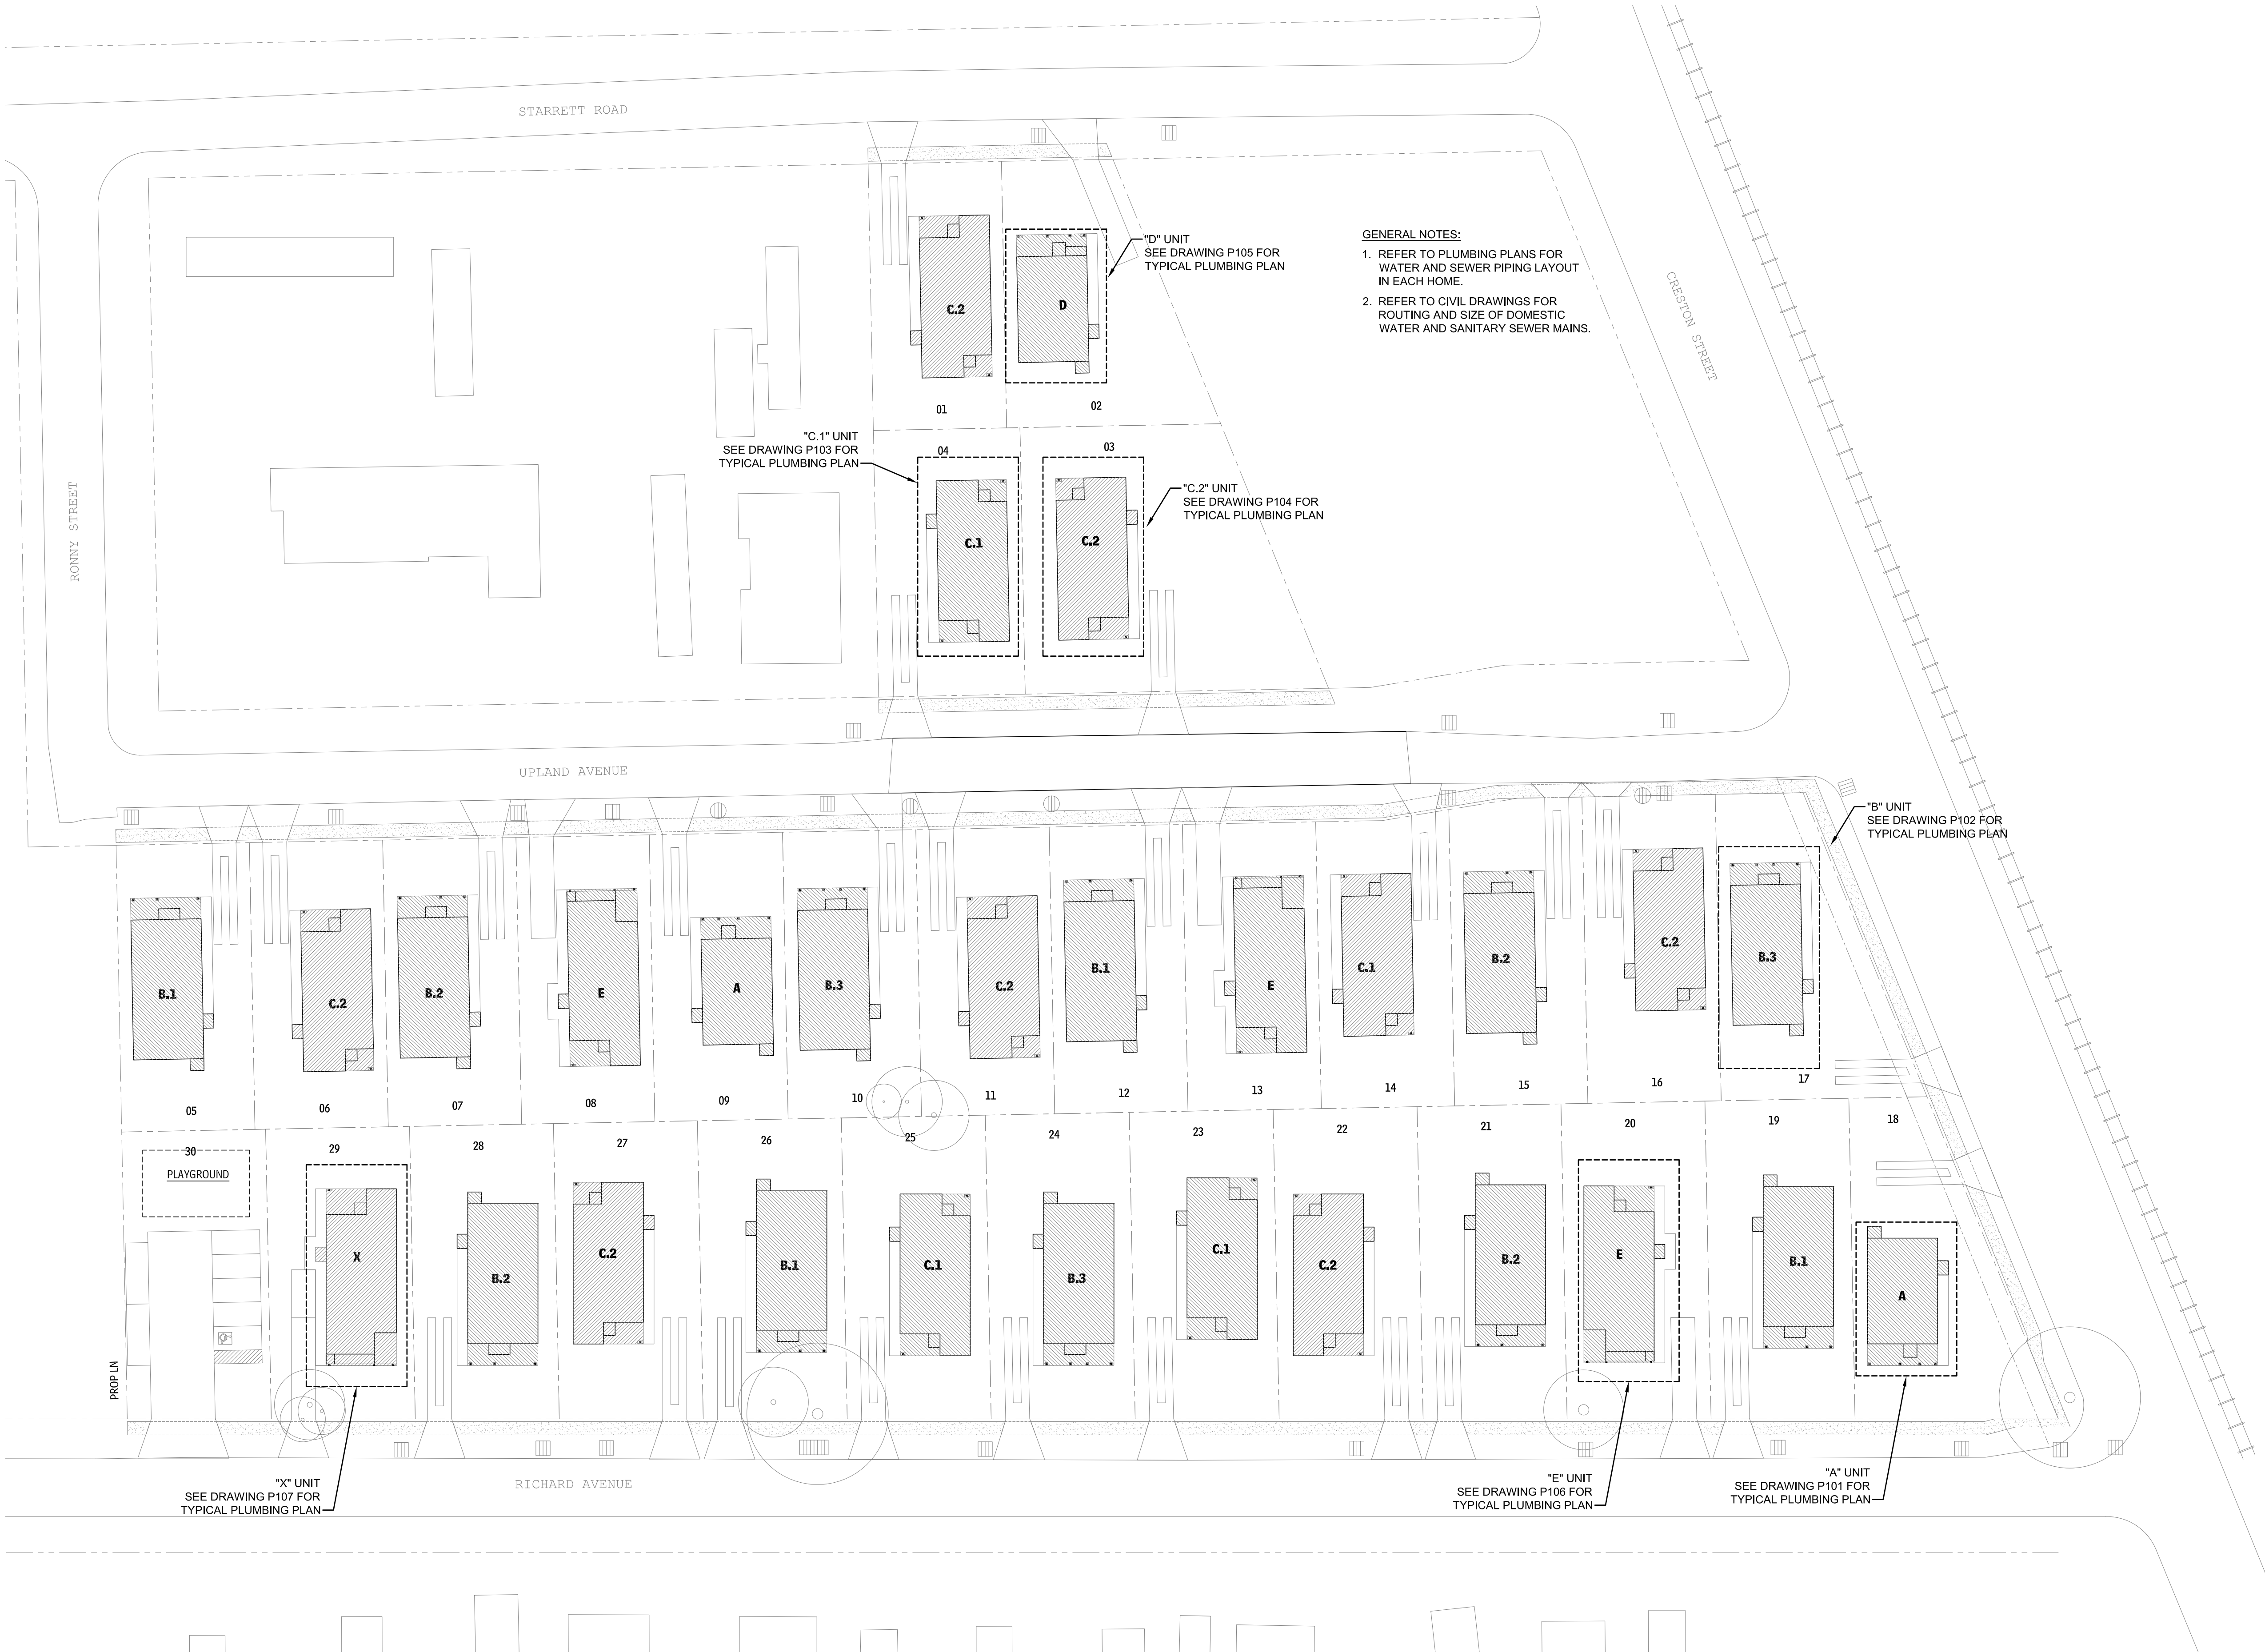 STARRETT ROAD
"D" UNIT
SEE DRAWING P105 FOR
TYPICAL PLUMBING PLAN
GENERAL NOTES:
1. REFER TO PLUMBING PLANS FOR
WATER AND SEWER PIPING LAYOUT
IN EACH HOME.
2. REFER TO CIVIL DRAWINGS FOR
ROUTING AND SIZE OF DOMESTIC
WATER AND SANITARY SEWER MAINS.
CRESTON STREET
C.2
D
01
02
"C.1" UNIT
SEE DRAWING P103 FOR
TYPICAL PLUMBING PLAN
04
03
"C.2" UNIT
SEE DRAWING P104 FOR
TYPICAL PLUMBING PLAN
RONNY STREET
C.1
C.2
UPLAND AVENUE
"B" UNIT
SEE DRAWING P102 FOR
TYPICAL PLUMBING PLAN
B.1
C.2
B.2
E
A
B.3
C.2
B.1
E
C.1
B.2
C.2
B.3
05
06
07
08
09
10
11
12
13
14
15
16
17
30
29
28
27
26
25
24
23
22
21
20
19
18
PLAYGROUND
X
B.2
C.2
B.1
C.1
B.3
C.1
C.2
B.2
E
B.1
A
PROP LN
RICHARD AVENUE
"X" UNIT
SEE DRAWING P107 FOR
TYPICAL PLUMBING PLAN
"E" UNIT
SEE DRAWING P106 FOR
TYPICAL PLUMBING PLAN
"A" UNIT
SEE DRAWING P101 FOR
TYPICAL PLUMBING PLAN